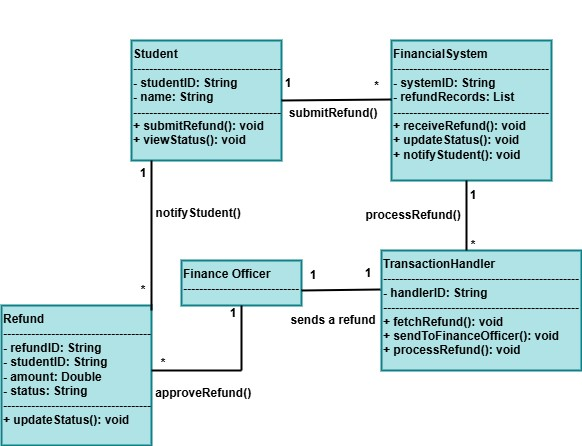 Student
- studentID: String
- name: String
+ submitRefund(): void
+ viewStatus(): void
1
*
submitRefund()
FinancialSystem
- systemID: String
- refundRecords: List
+ receiveRefund(): void
+ updateStatus(): void
+ notifyStudent(): void
1
notifyStudent()
*
1
processRefund()
*
Finance Officer
1
1
1
sends a refund
TransactionHandler
- handlerID: String
+ fetchRefund(): void
+ sendToFinanceOfficer(): void
+ processRefund(): void
Refund
- refundID: String
- studentID: String
- amount: Double
- status: String
+ updateStatus(): void
*
approveRefund()